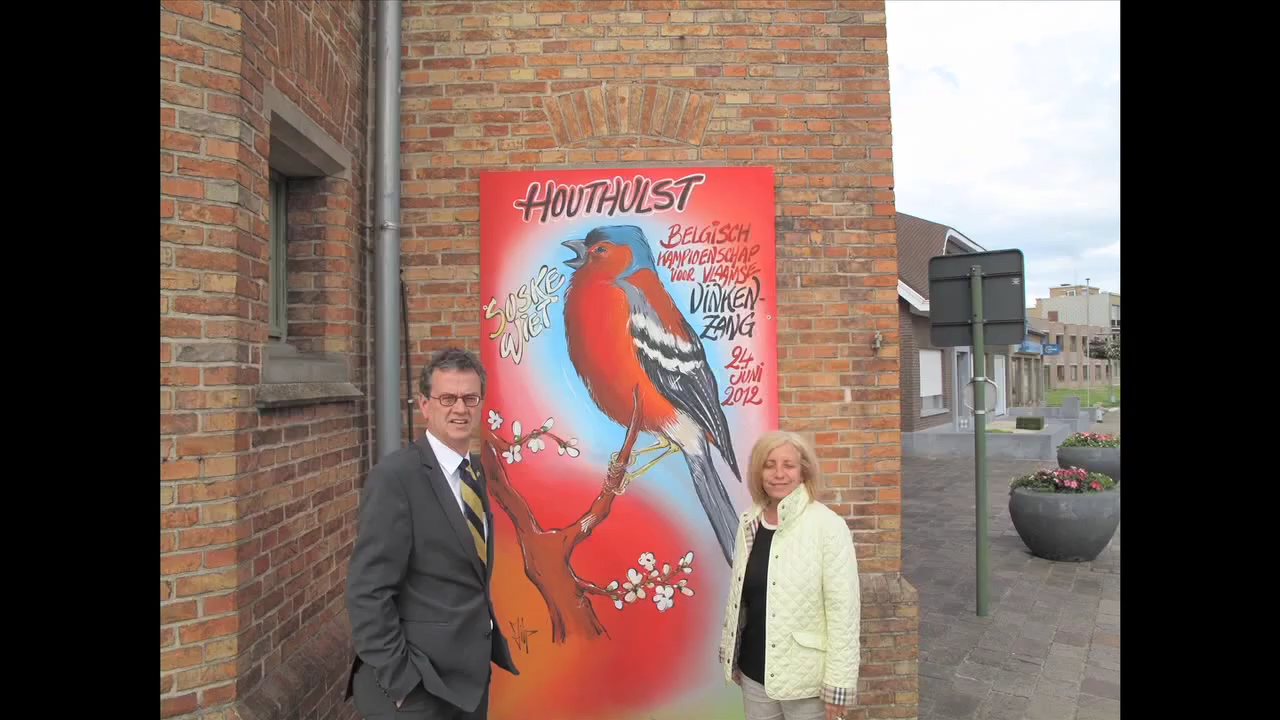 HOUTHULST
BELGISCH
KAMPIOENSCHAP
VOOR VLAAMSE
VINKEN-
ZANG
SUSKE
WIET
24
JUNI
2012